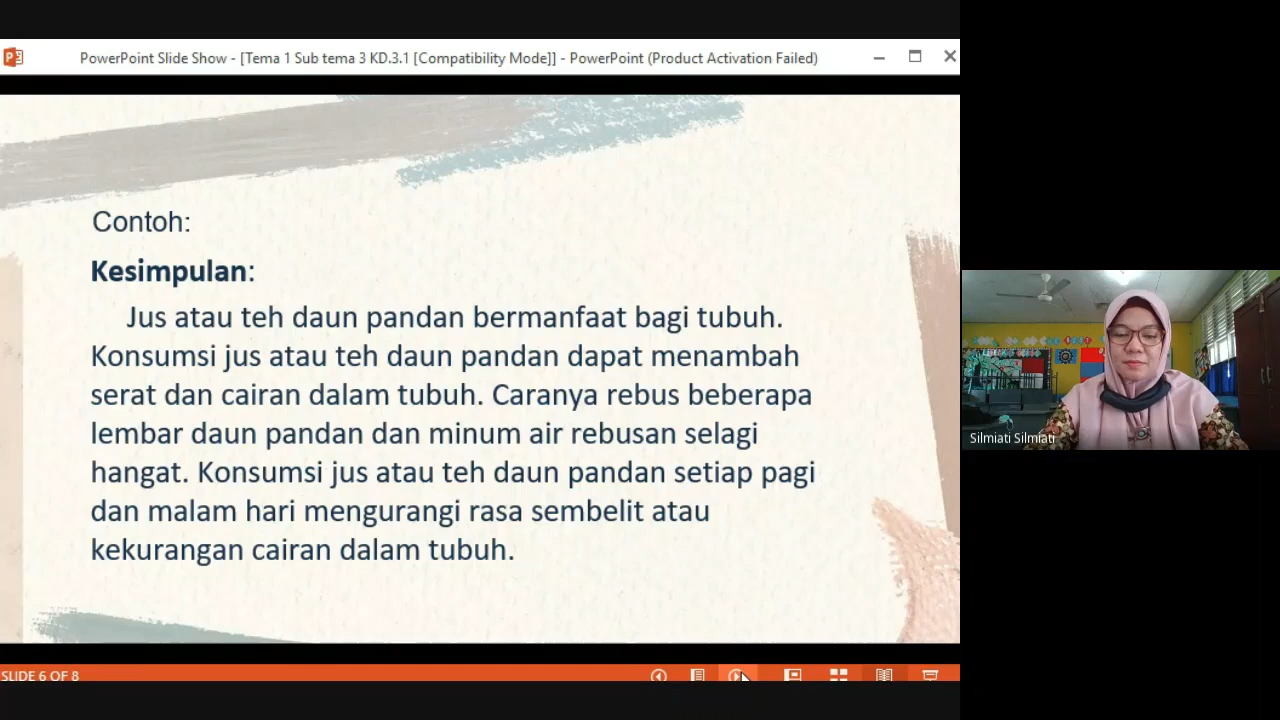 PowerPoint Slide Show - [Tema 1 Sub tema 3 KD.3.1 [Compatibility Mode]] - PowerPoint (Product Activation Failed)
Contoh:
Kesimpulan:
Jus atau teh daun pandan bermanfaat bagi tubuh.
Konsumsi jus atau teh daun pandan dapat menambah
serat dan cairan dalam tubuh. Caranya rebus beberapa
lembar daun pandan dan minum air rebusan selagi
hangat. Konsumsi jus atau teh daun pandan setiap pagi
dan malam hari mengurangi rasa sembelit atau
kekurangan cairan dalam tubuh.
Silmiati Silmiati
SLIDE 6 OF 8